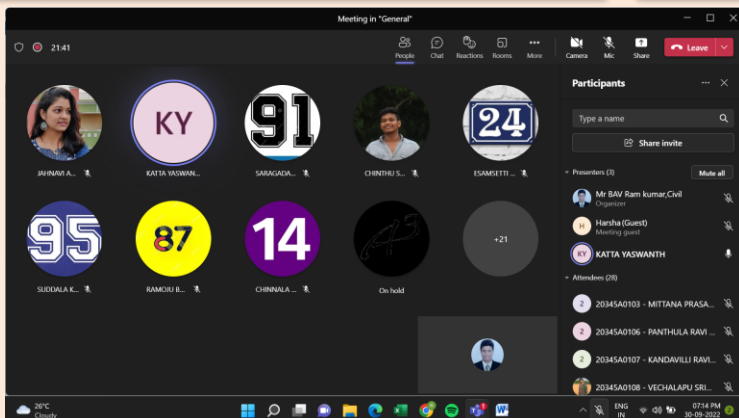 Meeting in "General"
21:41
People
Chat
Reactions
Rooms
More
Camera
Mic
Share
Leave
JAHNAVI A...
KY
KATTA YASWAN...
91
SARAGADA...
CHINTHU S...
24
ESAMSETTI ...
95
SUDDALA K...
87
RAMOJU B...
14
CHINNALA ...
On hold
+21
Participants
Type a name
Share invite
Presenters (3)
Mute all
Mr BAV Ram kumar,Civil
Organizer
H
Harsha (Guest)
Meeting guest
KY
KATTA YASWANTH
Attendees (28)
2
20345A0103 - MITTANA PRASA...
2
20345A0106 - PANTHULA RAVI ...
2
20345A0107 - KANDAVILLI RAVI...
20345A0108 - VECHALAPU SRI...
26°C
Cloudy
ENG
IN
07:14 PM
30-09-2022